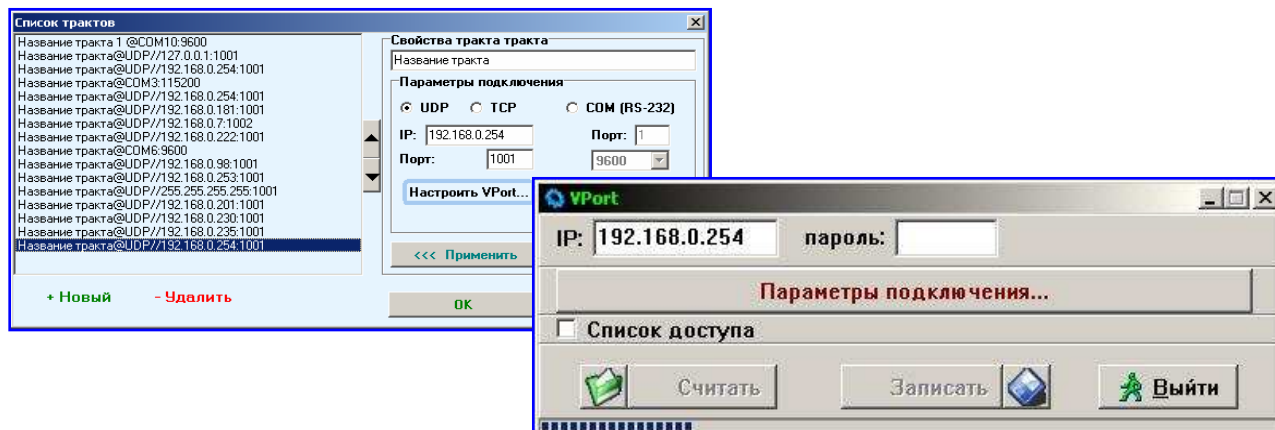 Список трактов
Название тракта 1 @COM10:9600
Название тракта@UDP//127.0.0.1:1001
Название тракта@UDP//192.168.0.254:1001
Название тракта@COM3:115200
Название тракта@UDP//192.168.0.254:1001
Название тракта@UDP//192.168.0.181:1001
Название тракта@UDP//192.168.0.7:1002
Название тракта@UDP//192.168.0.222:1001
Название тракта@COM6:9600
Название тракта@UDP//192.168.0.98:1001
Название тракта@UDP//192.168.0.253:1001
Название тракта@UDP//255.255.255.255:1001
Название тракта@UDP//192.168.0.201:1001
Название тракта@UDP//192.168.0.230:1001
Название тракта@UDP//192.168.0.235:1001
Название тракта@UDP//192.168.0.254:1001
+ Новый - Удалить
Свойства тракта тракта
Название тракта
Параметры подключения
UDP TCP COM (RS-232)
IP: 192.168.0.254 Порт: 1
Порт: 1001 9600
Настроить VPort...
<<< Применить
OK
VPort
IP: 192.168.0.254 пароль:
Параметры подключения...
Список доступа
Считать Записать Выйти